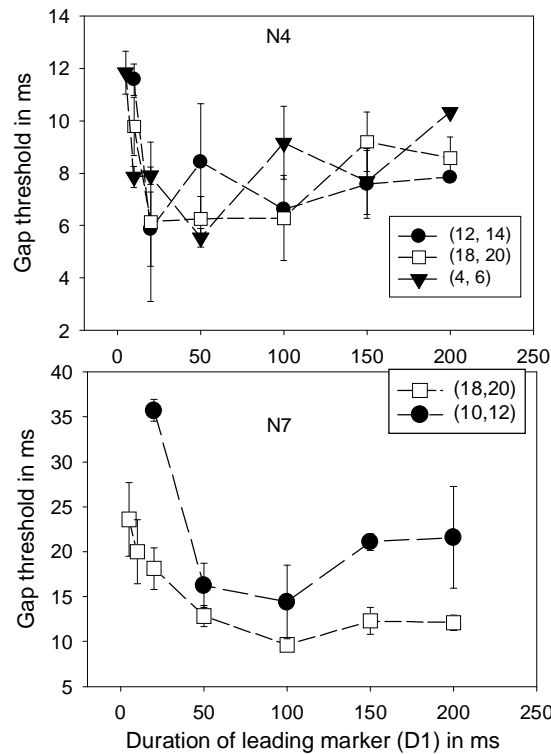 14
12
10
8
6
4
2
Gap threshold in ms
N4
(12, 14)
(18, 20)
(4, 6)
0 50 100 150 200 250
40
35
30
25
20
15
10
5
Gap threshold in ms
N7
(18,20)
(10,12)
0 50 100 150 200 250
Duration of leading marker (D1) in ms